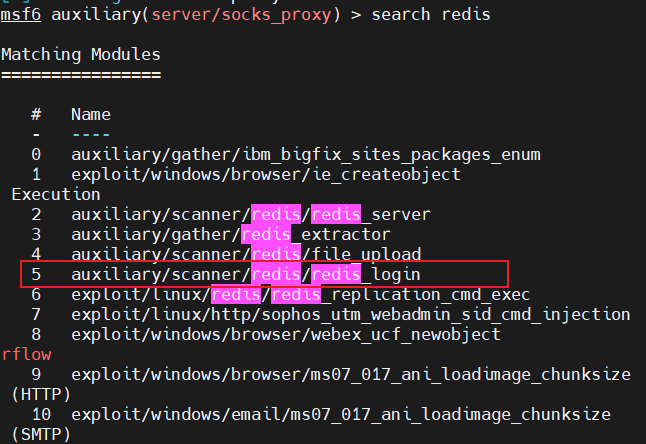 msf6 auxiliary(server/socks_proxy) > search redis
Matching Modules
================
# Name
- ----
0 auxiliary/gather/ibm_bigfix_sites_packages_enum
1 exploit/windows/browser/ie_createobject
Execution
2 auxiliary/scanner/redis/redis_server
3 auxiliary/gather/redis_extractor
4 auxiliary/scanner/redis/file_upload
5 auxiliary/scanner/redis/redis_login
6 exploit/linux/redis/redis_replication_cmd_exec
7 exploit/linux/http/sophos_utm_webadmin_sid_cmd_injection
8 exploit/windows/browser/webex_ucf_newobject
rflow
9 exploit/windows/browser/ms07_017_ani_loadimage_chunksize
(HTTP)
10 exploit/windows/email/ms07_017_ani_loadimage_chunksize
(SMTP)